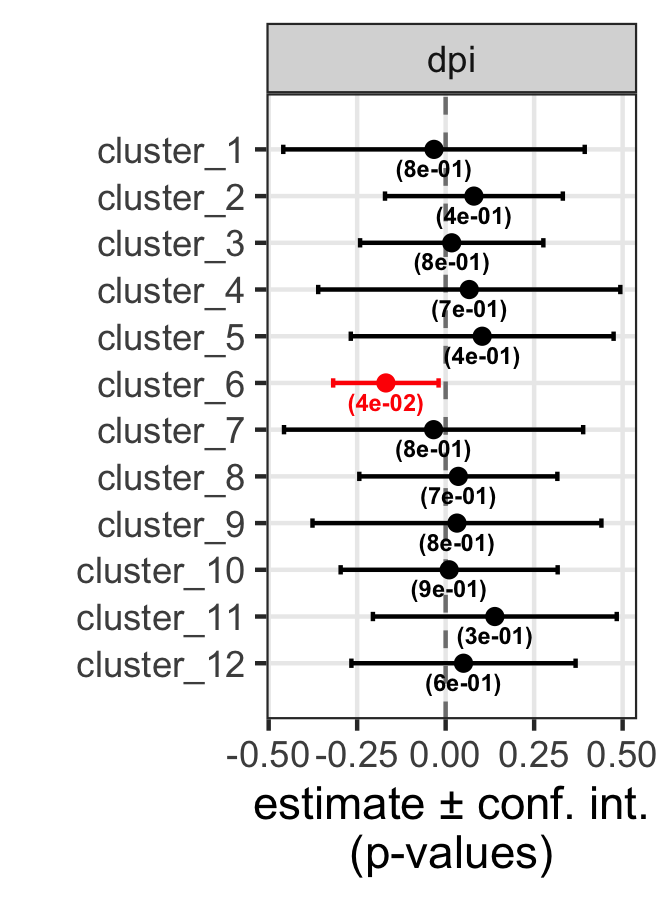 dpi
cluster_1
(8e-01)
cluster_2
(4e-01)
cluster_3
(8e-01)
cluster_4
(7e-01)
cluster_5
(4e-01)
cluster_6
(4e-02)
cluster_7
(8e-01)
cluster_8
(7e-01)
cluster_9
(8e-01)
cluster_10
(9e-01)
cluster_11
(3e-01)
cluster_12
(6e-01)
-0.50 -0.25 0.00 0.25 0.50
estimate ± conf. int.
(p-values)